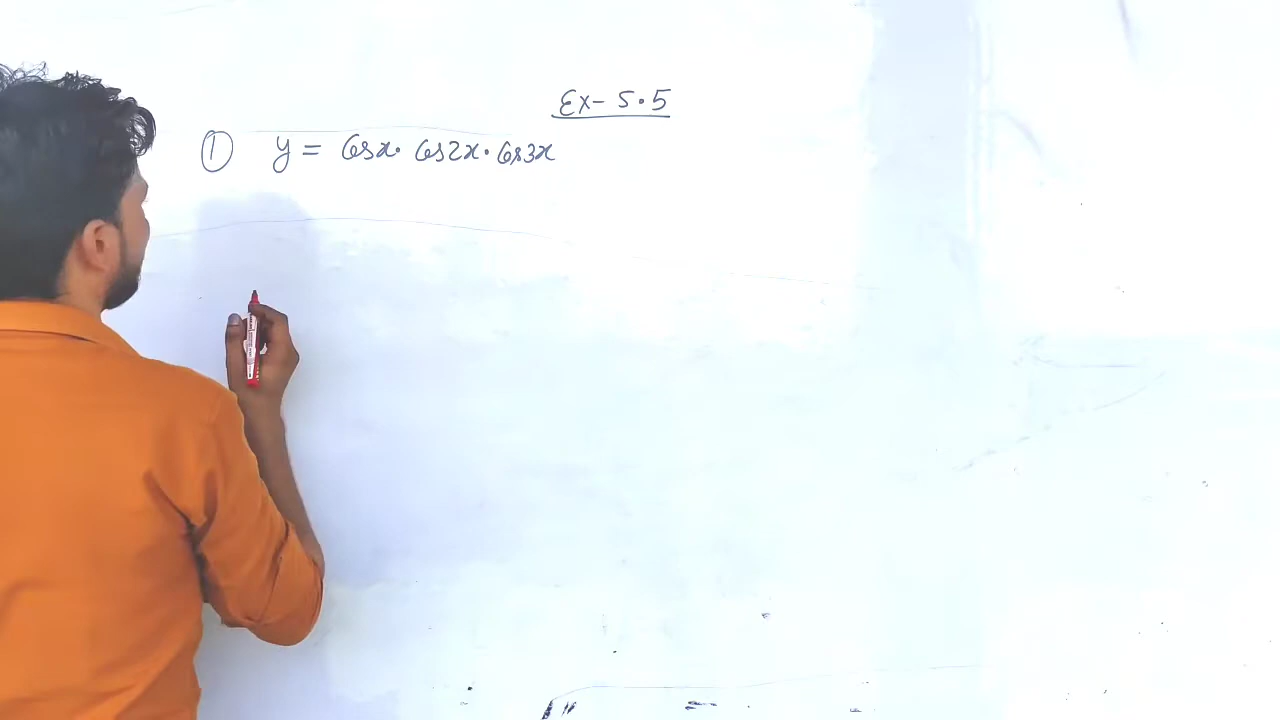 Ex- 5.5
① y = Cosx. Cos2x. Cos3x